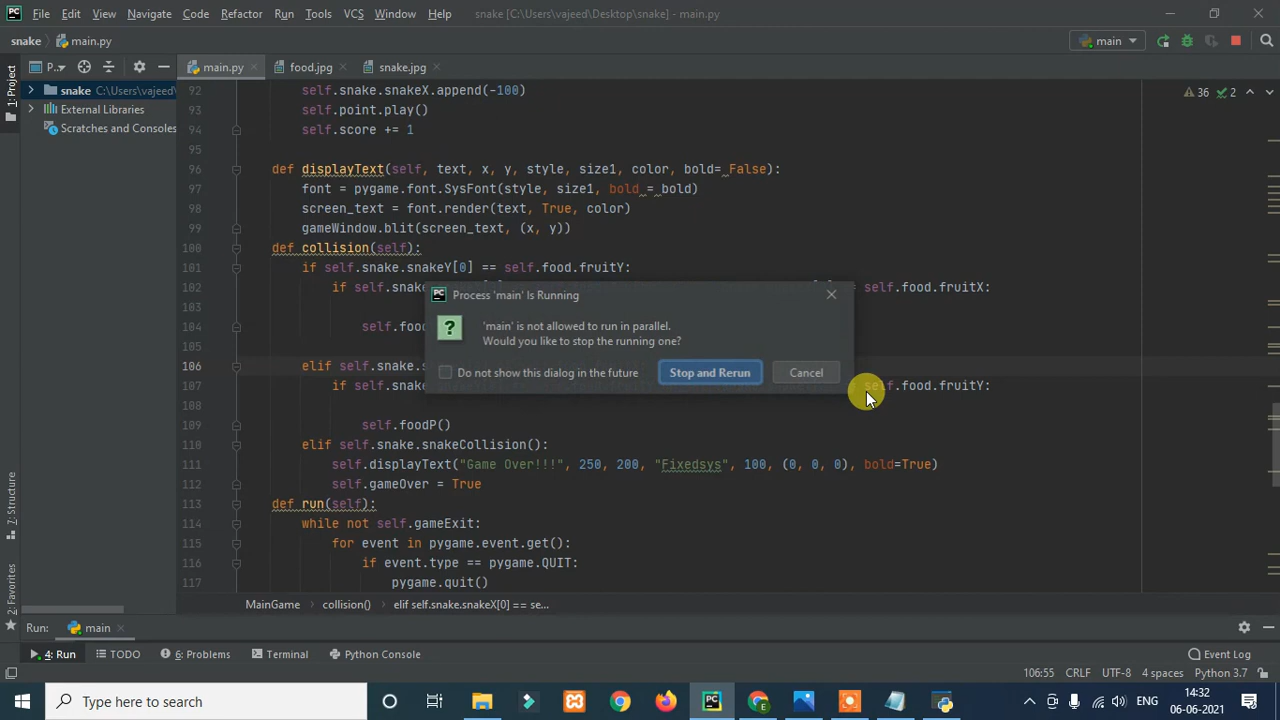 File Edit View Navigate Code Refactor Run Tools VCS Window Help snake [C:\Users\vajeed\Desktop\snake] - main.py
snake main.py main
1: Project P.. main.py food.jpg snake.jpg
snake C:\Users\vajeed
External Libraries
Scratches and Consoles
36 2
92 self.snake.snakeX.append(-100)
93 self.point.play()
94 self.score += 1
95
96 def displayText(self, text, x, y, style, size1, color, bold=_False):
97 font = pygame.font.SysFont(style, size1, bold_=_bold)
98 screen_text = font.render(text, True, color)
99 gameWindow.blit(screen_text, (x, y))
100 def collision(self):
101 if self.snake.snakeY[0] == self.food.fruitY:
102 if self.snake = self.food.fruitX:
103
104 self.food
105
106 elif self.snake.s
107 if self.snake self.food.fruitY:
108
109 self.foodP()
110 elif self.snake.snakeCollision():
111 self.displayText("Game Over!!!", 250, 200, "Fixedsys", 100, (0, 0, 0), bold=True)
112 self.gameOver = True
113 def run(self):
114 while not self.gameExit:
115 for event in pygame.event.get():
116 if event.type == pygame.QUIT:
117 pygame.quit()
Process 'main' Is Running
'main' is not allowed to run in parallel.
Would you like to stop the running one?
Do not show this dialog in the future Stop and Rerun Cancel
MainGame collision() elif self.snake.snakeX[0] == se...
7: Structure
2: Favorites
Run: main
4: Run TODO 6: Problems Terminal Python Console Event Log
106:55 CRLF UTF-8 4 spaces Python 3.7
Type here to search
ENG
14:32
06-06-2021